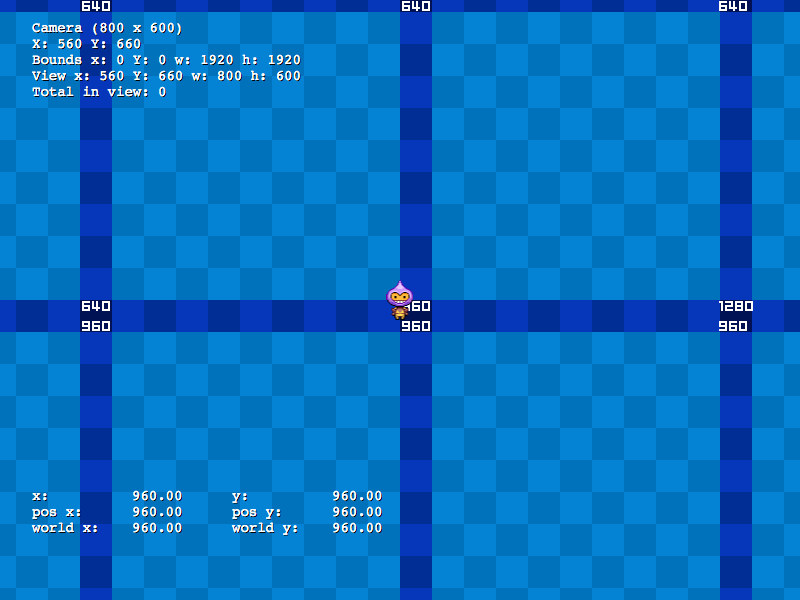 640 640 640
Camera (800 x 600)
X: 560 Y: 660
Bounds x: 0 Y: 0 w: 1920 h: 1920
View x: 560 Y: 660 w: 800 h: 600
Total in view: 0
640 1280
960 960 960
x: 960.00 y: 960.00
pos x: 960.00 pos y: 960.00
world x: 960.00 world y: 960.00